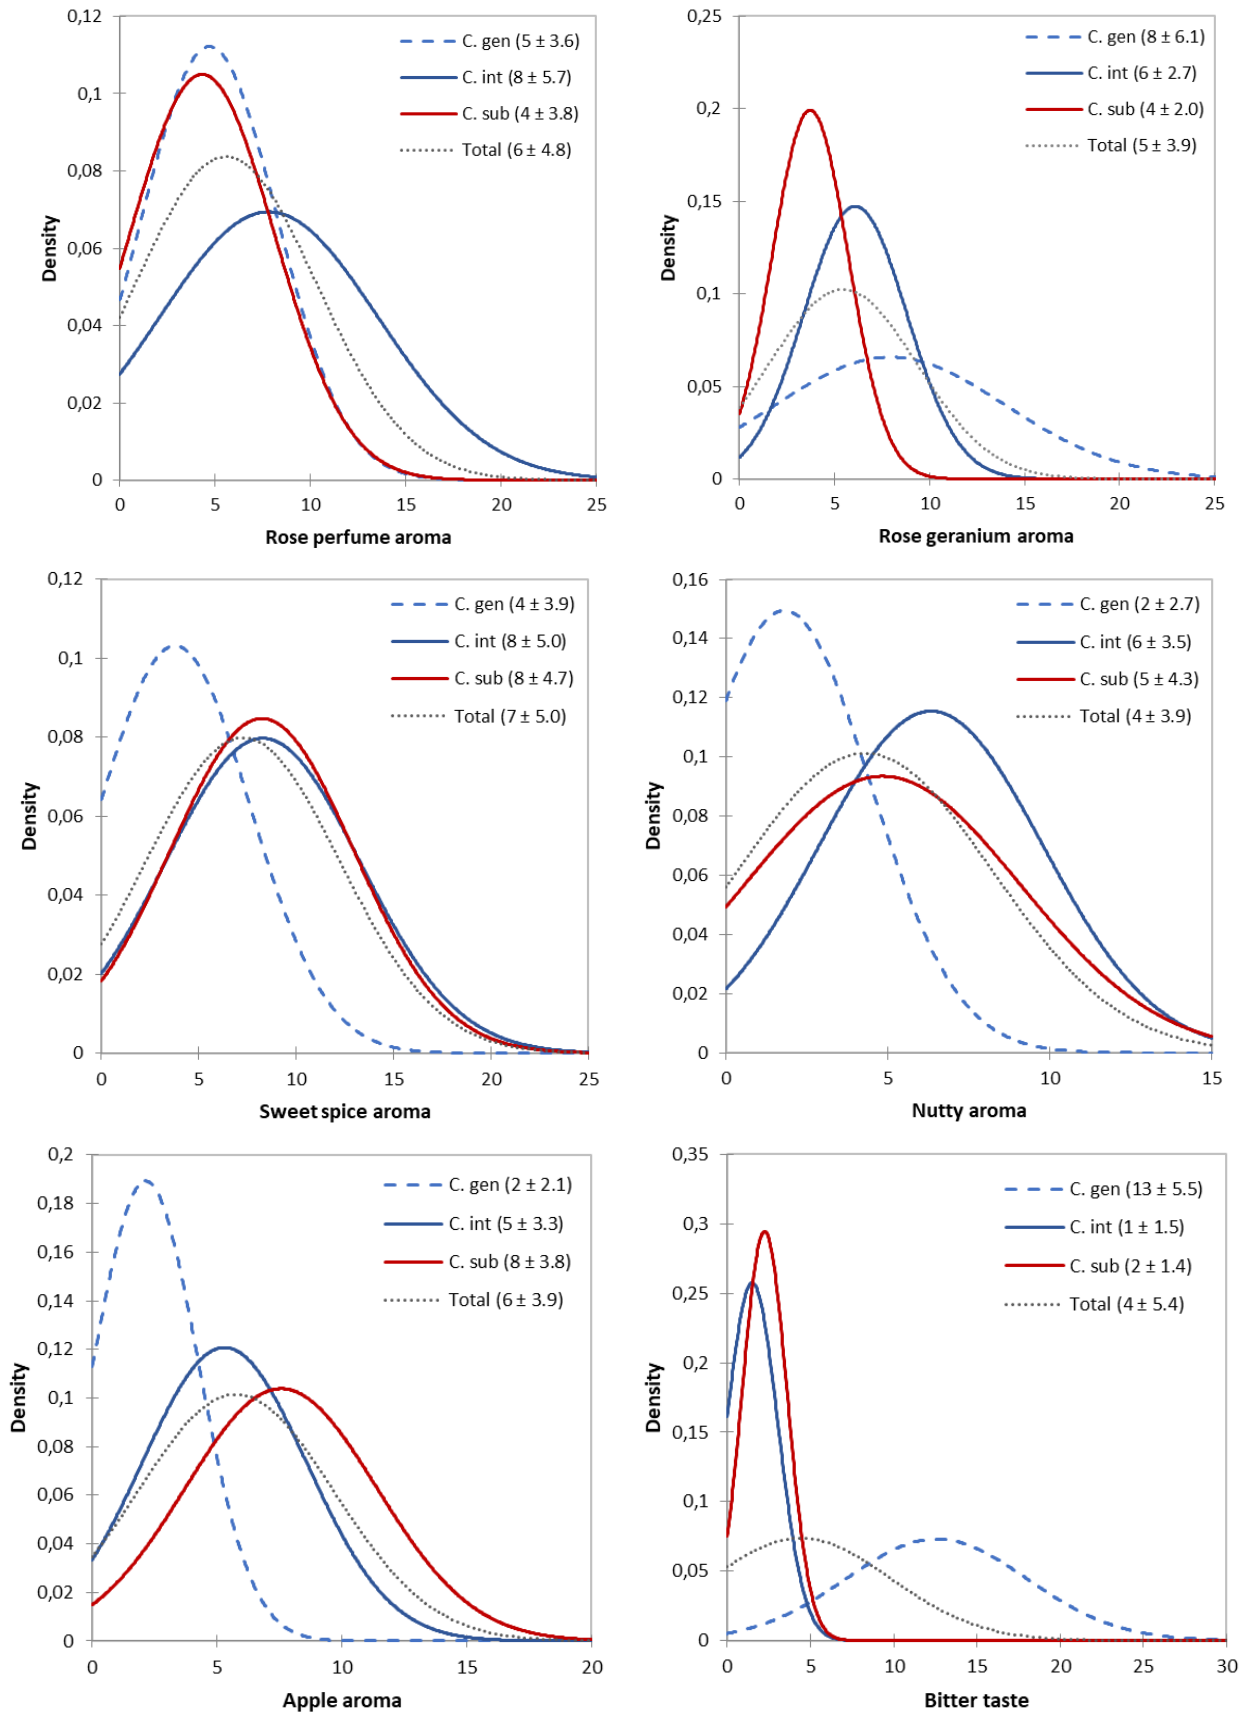 0,12
0,1
0,08
0,06
0,04
0,02
0
Density
C. gen (5 ± 3.6)
C. int (8 ± 5.7)
C. sub (4 ± 3.8)
Total (6 ± 4.8)
0 5 10 15 20 25
Rose perfume aroma
0,25
0,2
0,15
0,1
0,05
0
Density
C. gen (8 ± 6.1)
C. int (6 ± 2.7)
C. sub (4 ± 2.0)
Total (5 ± 3.9)
0 5 10 15 20 25
Rose geranium aroma
0,12
0,1
0,08
0,06
0,04
0,02
0
Density
C. gen (4 ± 3.9)
C. int (8 ± 5.0)
C. sub (8 ± 4.7)
Total (7 ± 5.0)
0 5 10 15 20 25
Sweet spice aroma
0,16
0,14
0,12
0,1
0,08
0,06
0,04
0,02
0
Density
C. gen (2 ± 2.7)
C. int (6 ± 3.5)
C. sub (5 ± 4.3)
Total (4 ± 3.9)
0 5 10 15
Nutty aroma
0,2
0,18
0,16
0,14
0,12
0,1
0,08
0,06
0,04
0,02
0
Density
C. gen (2 ± 2.1)
C. int (5 ± 3.3)
C. sub (8 ± 3.8)
Total (6 ± 3.9)
0 5 10 15 20
Apple aroma
0,35
0,3
0,25
0,2
0,15
0,1
0,05
0
Density
C. gen (13 ± 5.5)
C. int (1 ± 1.5)
C. sub (2 ± 1.4)
Total (4 ± 5.4)
0 5 10 15 20 25 30
Bitter taste